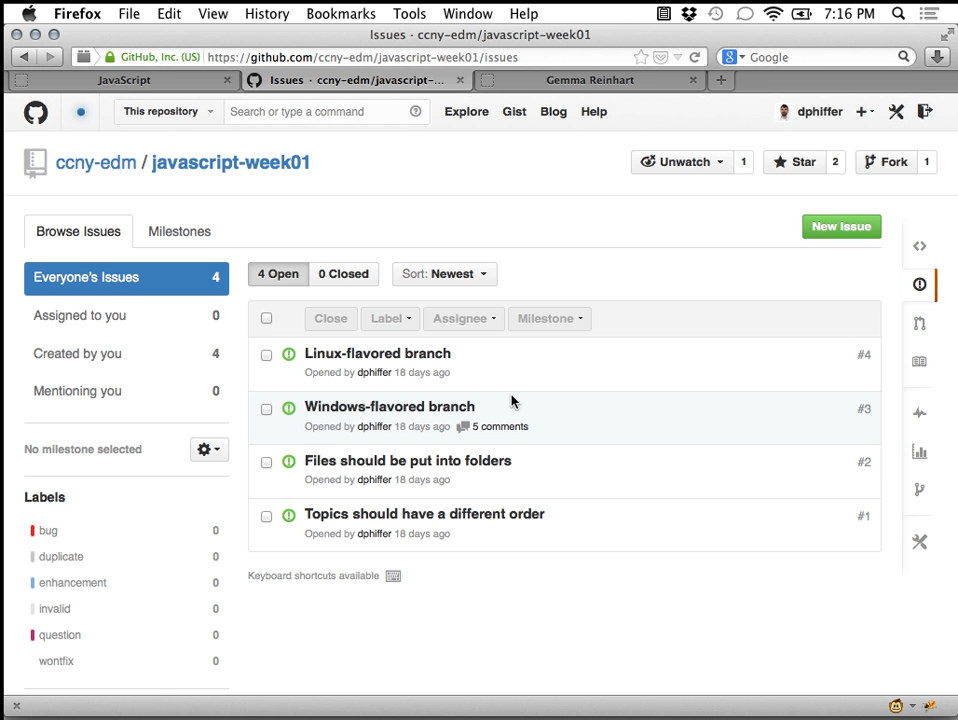 Firefox File Edit View History Bookmarks Tools Window Help 7:16 PM
Issues · ccny-edm/javascript-week01
GitHub, Inc. (US) https://github.com/ccny-edm/javascript-week01/issues Google
JavaScript Issues · ccny-edm/javascript-... Gemma Reinhart
This repository Search or type a command Explore Gist Blog Help dphiffer
ccny-edm / javascript-week01 Unwatch 1 Star 2 Fork 1
Browse Issues Milestones New Issue
Everyone's Issues 4 4 Open 0 Closed Sort: Newest
Assigned to you 0 Close Label Assignee Milestone
Created by you 4 Linux-flavored branch #4
Opened by dphiffer 18 days ago
Mentioning you 0 Windows-flavored branch #3
Opened by dphiffer 18 days ago 5 comments
No milestone selected Files should be put into folders #2
Opened by dphiffer 18 days ago
Labels Topics should have a different order #1
bug 0 Opened by dphiffer 18 days ago
duplicate 0
enhancement 0 Keyboard shortcuts available
invalid 0
question 0
wontfix 0